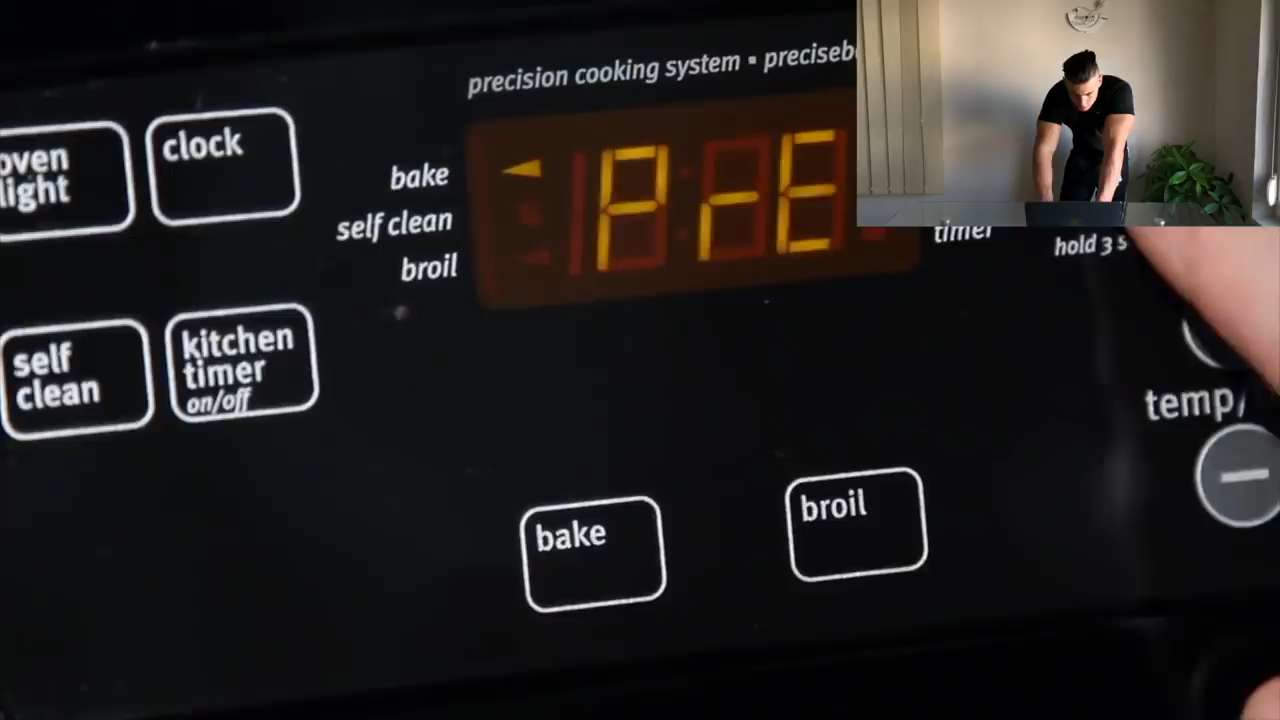 precision cooking system ▪ preciseb
oven
light
clock
bake
self clean
broil
PrE
timer
hold 3 s
self
clean
kitchen
timer
on/off
temp/
bake
broil